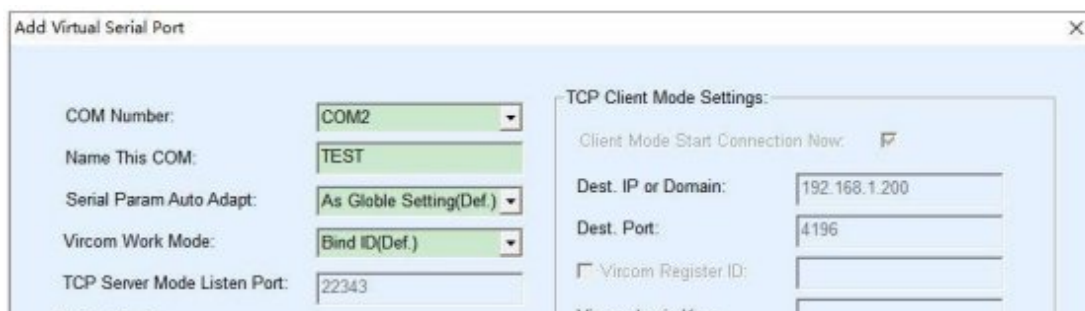 Add Virtual Serial Port
COM Number:
COM2
Name This COM:
TEST
Serial Param Auto Adapt:
As Globle Setting(Def.)
Vircom Work Mode:
Bind ID(Def.)
TCP Server Mode Listen Port:
22343
TCP Client Mode Settings:
Client Mode Start Connection Now:
Dest. IP or Domain:
192.168.1.200
Dest. Port:
4196
Vircom Register ID: